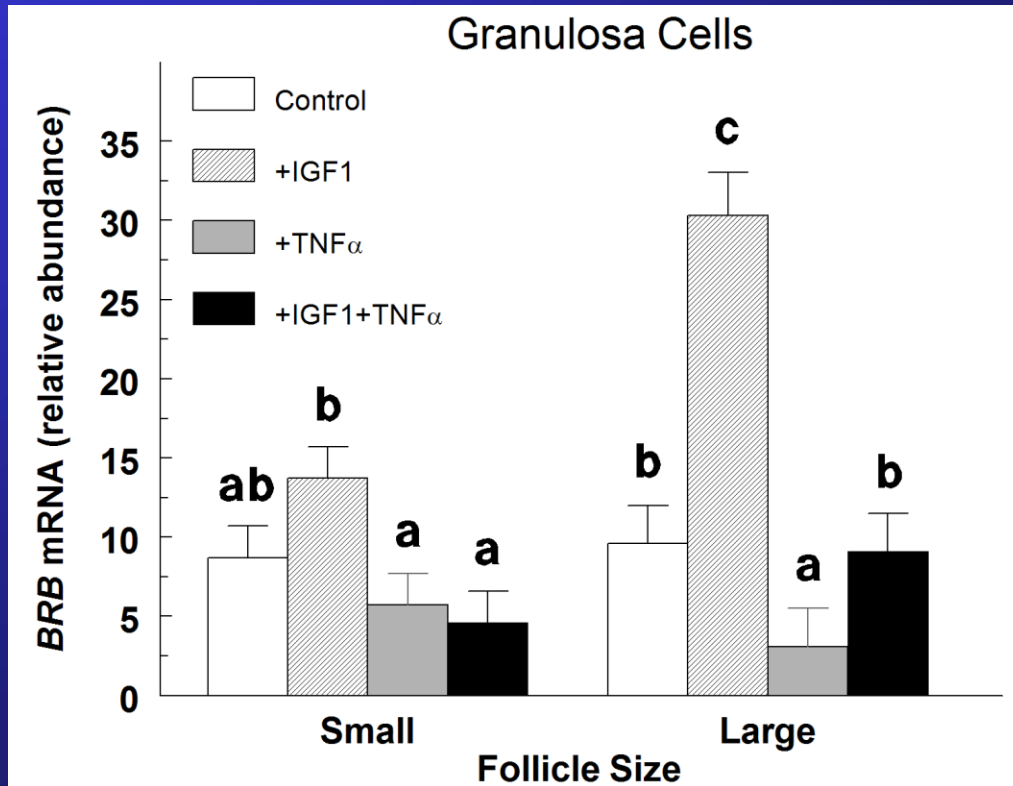 Granulosa Cells
Control
+IGF1
+TNFα
+IGF1+TNFα
BRB mRNA (relative abundance)
35
30
25
20
15
10
5
0
ab
b
a
a
b
c
a
b
Small
Large
Follicle Size